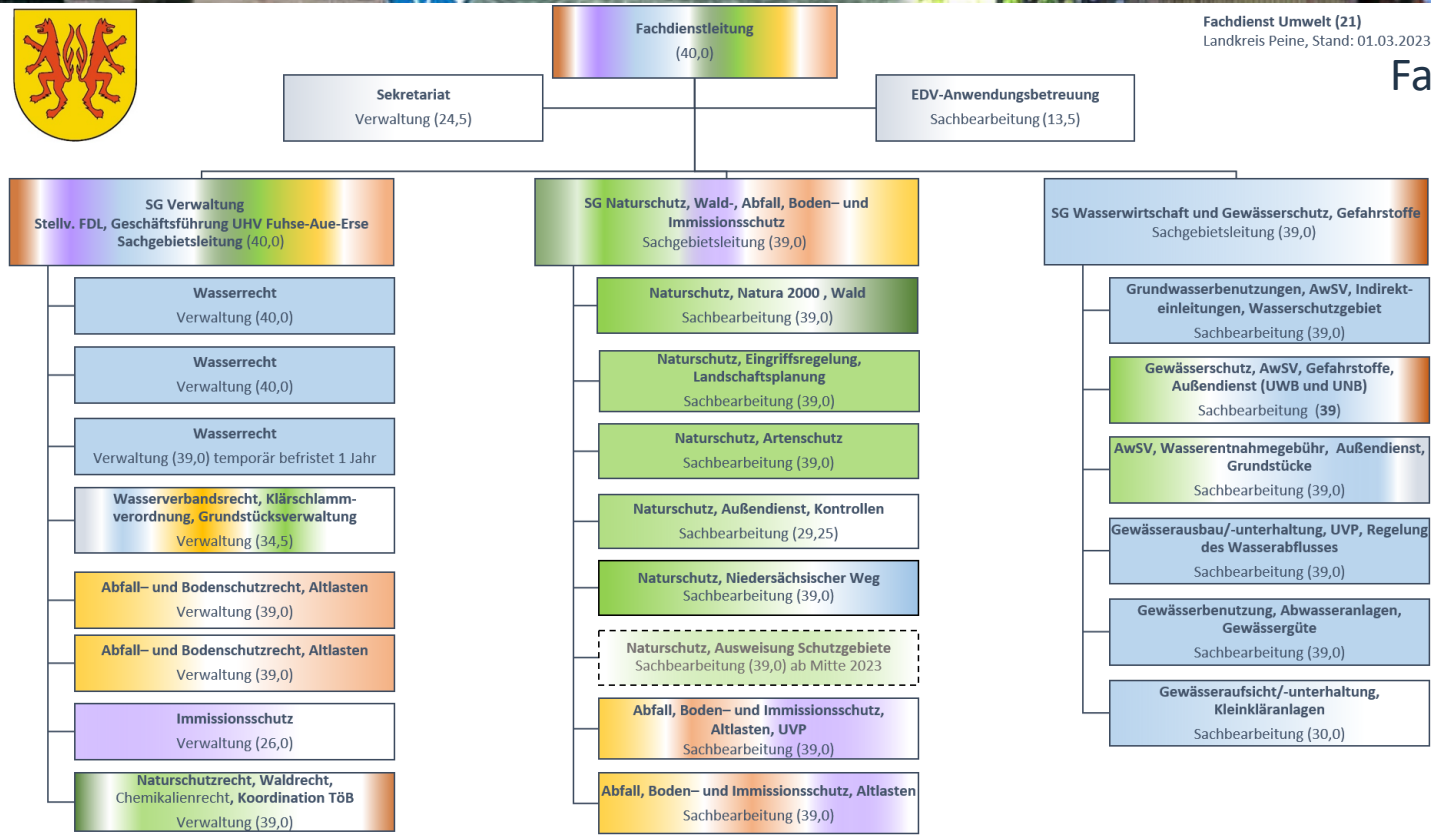 Fachdienst Umwelt (21)
Landkreis Peine, Stand: 01.03.2023
Fa
Fachdienstleitung
(40,0)
Sekretariat
Verwaltung (24,5)
EDV-Anwendungsbetreuung
Sachbearbeitung (13,5)
SG Verwaltung
Stellv. FDL, Geschäftsführung UHV Fuhse-Aue-Erse
Sachgebietsleitung (40,0)
Wasserrecht
Verwaltung (40,0)
Wasserrecht
Verwaltung (40,0)
Wasserrecht
Verwaltung (39,0) temporär befristet 1 Jahr
Wasserverbandsrecht, Klärschlamm-
verordnung, Grundstücksverwaltung
Verwaltung (34,5)
Abfall– und Bodenschutzrecht, Altlasten
Verwaltung (39,0)
Abfall– und Bodenschutzrecht, Altlasten
Verwaltung (39,0)
Immissionsschutz
Verwaltung (26,0)
Naturschutzrecht, Waldrecht,
Chemikalienrecht, Koordination TöB
Verwaltung (39,0)
SG Naturschutz, Wald-, Abfall, Boden– und
Immissionsschutz
Sachgebietsleitung (39,0)
Naturschutz, Natura 2000 , Wald
Sachbearbeitung (39,0)
Naturschutz, Eingriffsregelung,
Landschaftsplanung
Sachbearbeitung (39,0)
Naturschutz, Artenschutz
Sachbearbeitung (39,0)
Naturschutz, Außendienst, Kontrollen
Sachbearbeitung (29,25)
Naturschutz, Niedersächsischer Weg
Sachbearbeitung (39,0)
Naturschutz, Ausweisung Schutzgebiete
Sachbearbeitung (39,0) ab Mitte 2023
Abfall, Boden– und Immissionsschutz,
Altlasten, UVP
Sachbearbeitung (39,0)
Abfall, Boden– und Immissionsschutz, Altlasten
Sachbearbeitung (39,0)
SG Wasserwirtschaft und Gewässerschutz, Gefahrstoffe
Sachgebietsleitung (39,0)
Grundwasserbenutzungen, AwSV, Indirekt-
einleitungen, Wasserschutzgebiet
Sachbearbeitung (39,0)
Gewässerschutz, AwSV, Gefahrstoffe,
Außendienst (UWB und UNB)
Sachbearbeitung (39)
AwSV, Wasserentnahmegebühr, Außendienst,
Grundstücke
Sachbearbeitung (39,0)
Gewässerausbau/-unterhaltung, UVP, Regelung
des Wasserabflusses
Sachbearbeitung (39,0)
Gewässerbenutzung, Abwasseranlagen,
Gewässergüte
Sachbearbeitung (39,0)
Gewässeraufsicht/-unterhaltung,
Kleinkläranlagen
Sachbearbeitung (30,0)